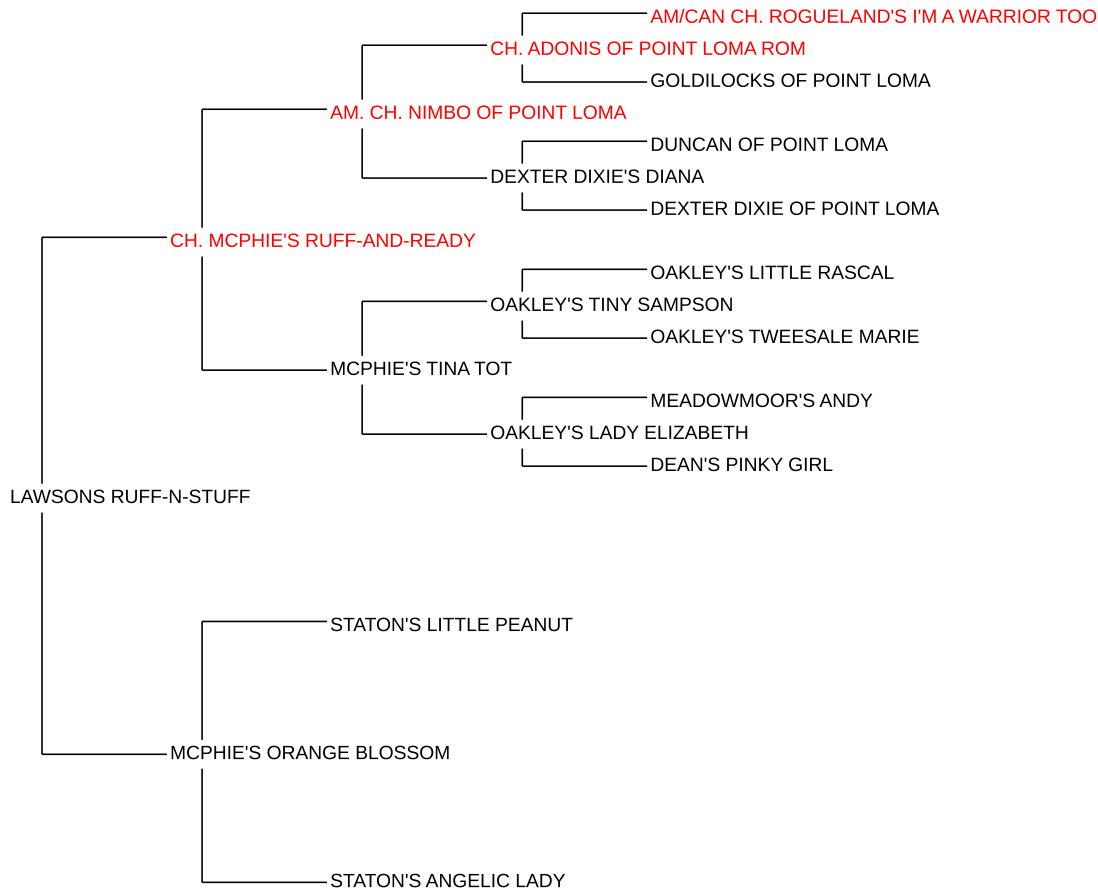 AM/CAN CH. ROGUELAND'S I'M A WARRIOR TOO
CH. ADONIS OF POINT LOMA ROM
GOLDILOCKS OF POINT LOMA
AM. CH. NIMBO OF POINT LOMA
DUNCAN OF POINT LOMA
DEXTER DIXIE'S DIANA
DEXTER DIXIE OF POINT LOMA
CH. MCPHIE'S RUFF-AND-READY
OAKLEY'S LITTLE RASCAL
OAKLEY'S TINY SAMPSON
OAKLEY'S TWEESALE MARIE
MCPHIE'S TINA TOT
MEADOWMOOR'S ANDY
OAKLEY'S LADY ELIZABETH
DEAN'S PINKY GIRL
LAWSONS RUFF-N-STUFF
STATON'S LITTLE PEANUT
MCPHIE'S ORANGE BLOSSOM
STATON'S ANGELIC LADY